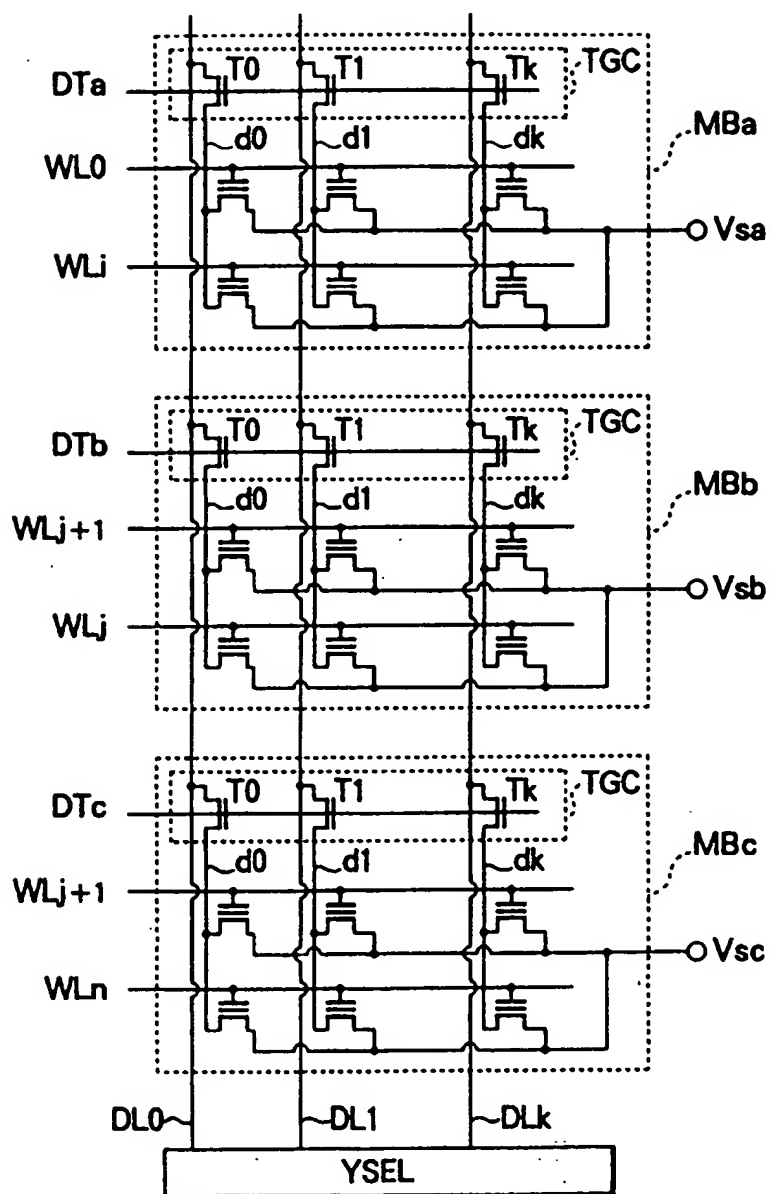 T0 T1 Tk TGC
DTa
MBa
d0 d1 dk
WL0
Vsa
WLi
T0 T1 Tk TGC
DTb
MBb
d0 d1 dk
WLj+1
Vsb
WLj
T0 T1 Tk TGC
DTc
MBc
d0 d1 dk
WLj+1
Vsc
WLn
DL0 DL1 DLk
YSEL